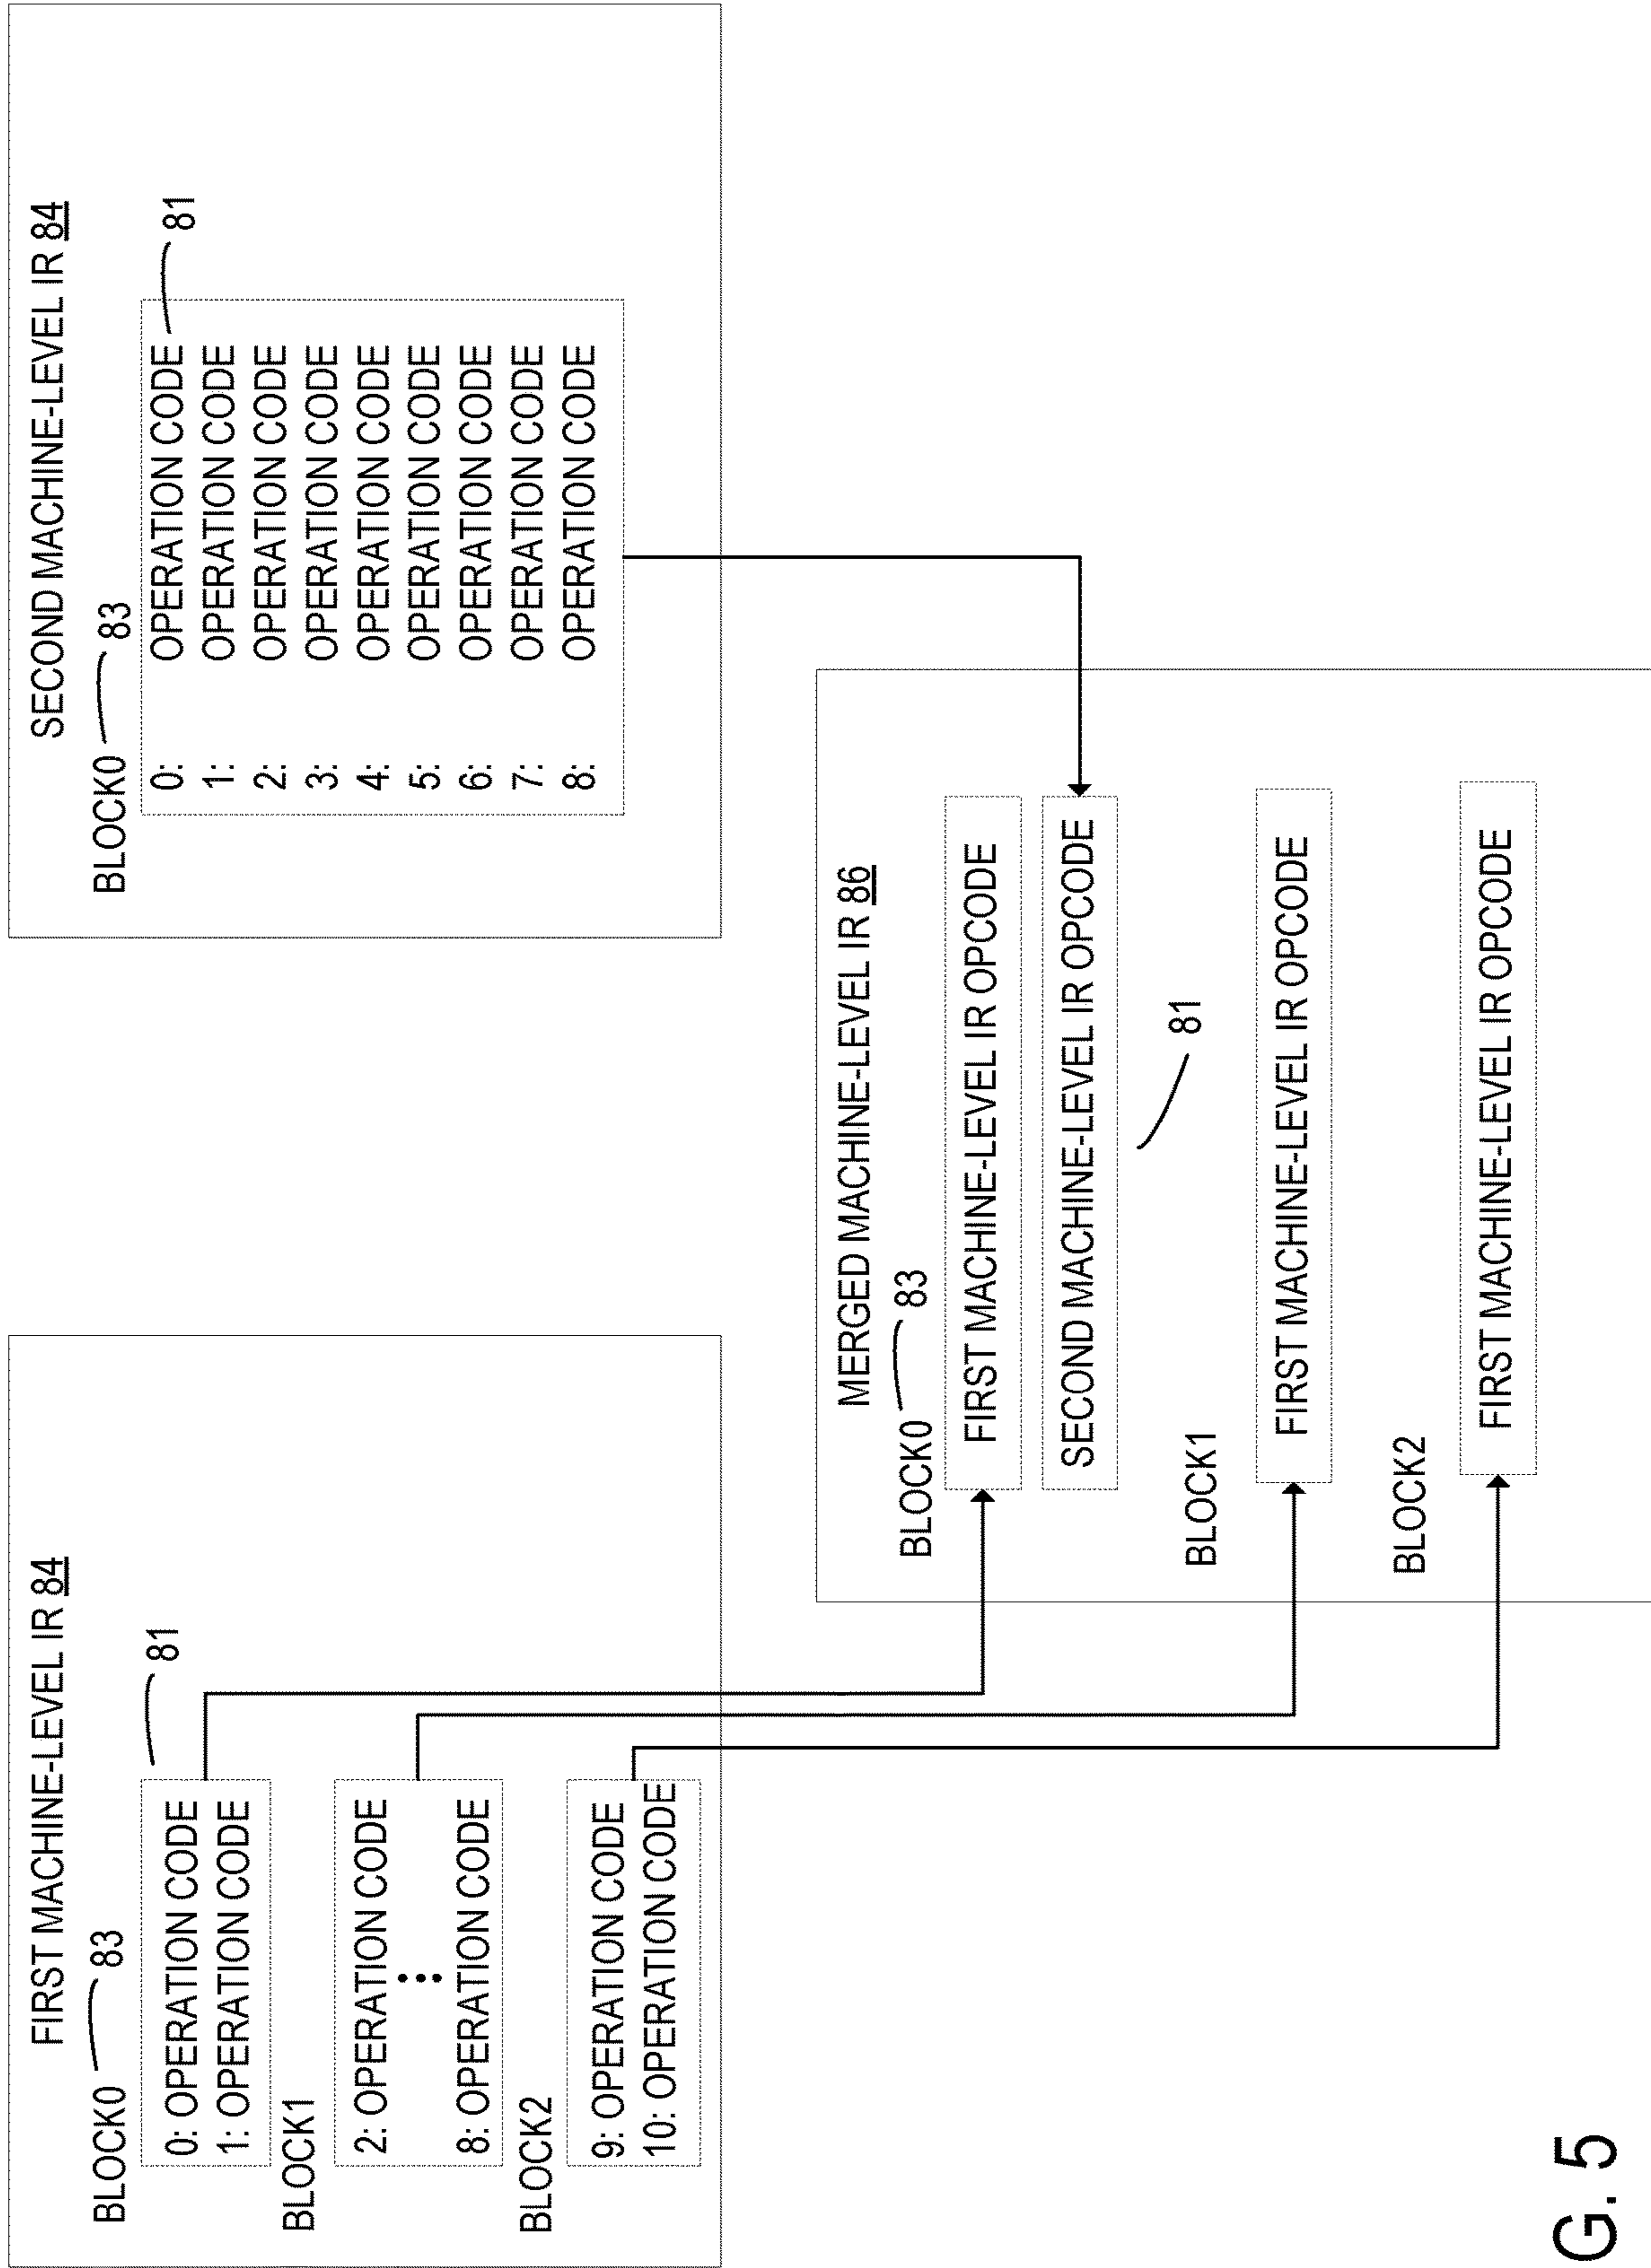 FIRST MACHINE-LEVEL IR 84
BLOCK0 83
81
0: OPERATION CODE
1: OPERATION CODE
BLOCK1
2: OPERATION CODE
8: OPERATION CODE
BLOCK2
9: OPERATION CODE
10: OPERATION CODE
SECOND MACHINE-LEVEL IR 84
BLOCK0 83
81
0: OPERATION CODE
1: OPERATION CODE
2: OPERATION CODE
3: OPERATION CODE
4: OPERATION CODE
5: OPERATION CODE
6: OPERATION CODE
7: OPERATION CODE
8: OPERATION CODE
MERGED MACHINE-LEVEL IR 86
BLOCK0 83
FIRST MACHINE-LEVEL IR OPCODE
SECOND MACHINE-LEVEL IR OPCODE
81
BLOCK1
FIRST MACHINE-LEVEL IR OPCODE
BLOCK2
FIRST MACHINE-LEVEL IR OPCODE
G. 5